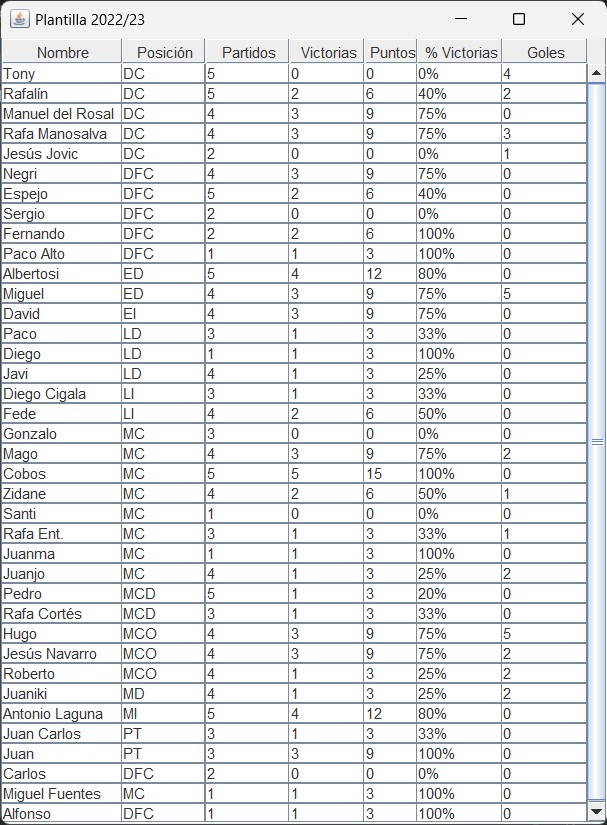 Plantilla 2022/23
Nombre Posición Partidos Victorias Puntos % Victorias Goles
Tony DC 5 0 0 0% 4
Rafalín DC 5 2 6 40% 2
Manuel del Rosal DC 4 3 9 75% 0
Rafa Manosalva DC 4 3 9 75% 3
Jesús Jovic DC 2 0 0 0% 1
Negri DFC 4 3 9 75% 0
Espejo DFC 5 2 6 40% 0
Sergio DFC 2 0 0 0% 0
Fernando DFC 2 2 6 100% 0
Paco Alto DFC 1 1 3 100% 0
Albertosi ED 5 4 12 80% 0
Miguel ED 4 3 9 75% 5
David EI 4 3 9 75% 0
Paco LD 3 1 3 33% 0
Diego LD 1 1 3 100% 0
Javi LD 4 1 3 25% 0
Diego Cigala LI 3 1 3 33% 0
Fede LI 4 2 6 50% 0
Gonzalo MC 3 0 0 0% 0
Mago MC 4 3 9 75% 2
Cobos MC 5 5 15 100% 0
Zidane MC 4 2 6 50% 1
Santi MC 1 0 0 0% 0
Rafa Ent. MC 3 1 3 33% 1
Juanma MC 1 1 3 100% 0
Juanjo MC 4 1 3 25% 2
Pedro MCD 5 1 3 20% 0
Rafa Cortés MCD 3 1 3 33% 0
Hugo MCO 4 3 9 75% 5
Jesús Navarro MCO 4 3 9 75% 2
Roberto MCO 4 1 3 25% 2
Juaniki MD 4 1 3 25% 2
Antonio Laguna MI 5 4 12 80% 0
Juan Carlos PT 3 1 3 33% 0
Juan PT 3 3 9 100% 0
Carlos DFC 2 0 0 0% 0
Miguel Fuentes MC 1 1 3 100% 0
Alfonso DFC 1 1 3 100% 0